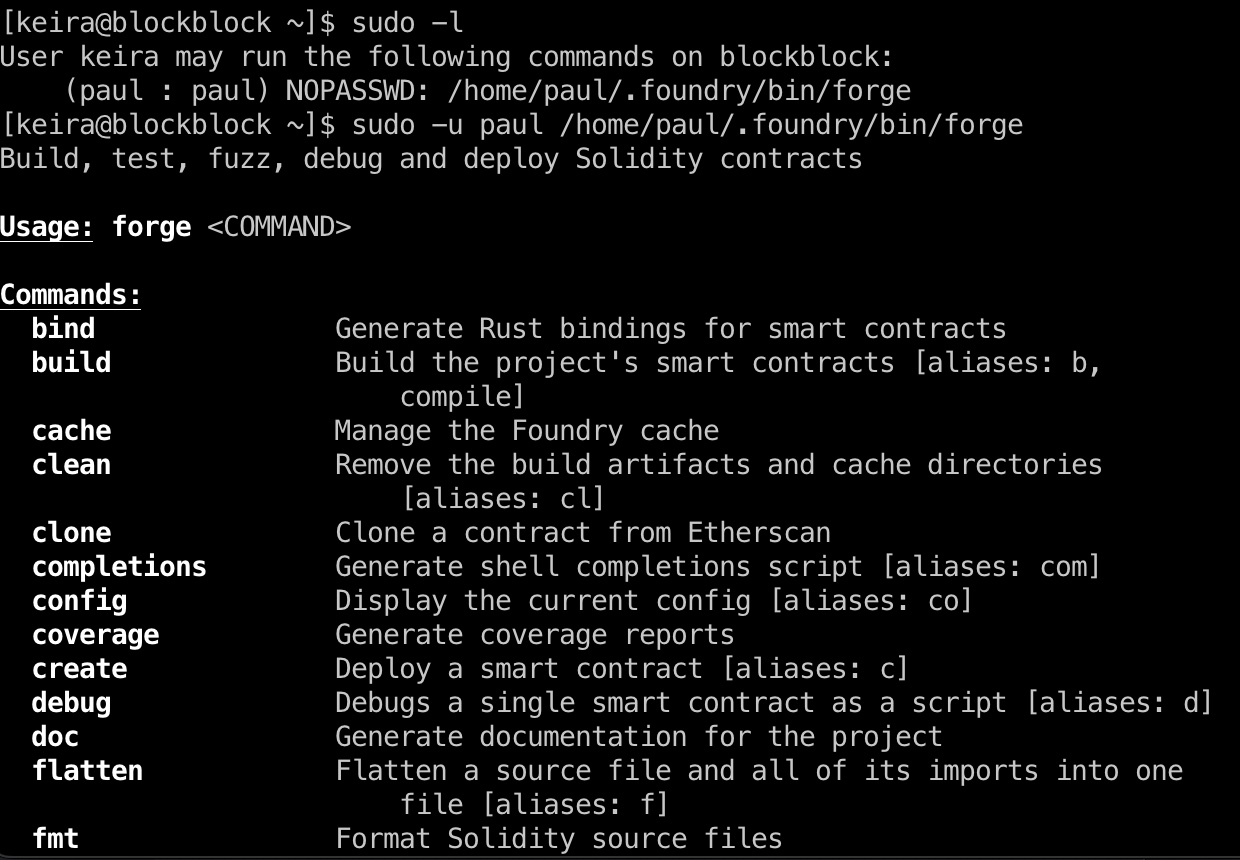 [keira@blockblock ~]$ sudo -l
User keira may run the following commands on blockblock:
    (paul : paul) NOPASSWD: /home/paul/.foundry/bin/forge
[keira@blockblock ~]$ sudo -u paul /home/paul/.foundry/bin/forge
Build, test, fuzz, debug and deploy Solidity contracts

Usage: forge <COMMAND>

Commands:
  bind               Generate Rust bindings for smart contracts
  build              Build the project's smart contracts [aliases: b,
                         compile]
  cache              Manage the Foundry cache
  clean              Remove the build artifacts and cache directories
                         [aliases: cl]
  clone              Clone a contract from Etherscan
  completions        Generate shell completions script [aliases: com]
  config             Display the current config [aliases: co]
  coverage           Generate coverage reports
  create             Deploy a smart contract [aliases: c]
  debug              Debugs a single smart contract as a script [aliases: d]
  doc                Generate documentation for the project
  flatten            Flatten a source file and all of its imports into one
                         file [aliases: f]
  fmt                Format Solidity source files